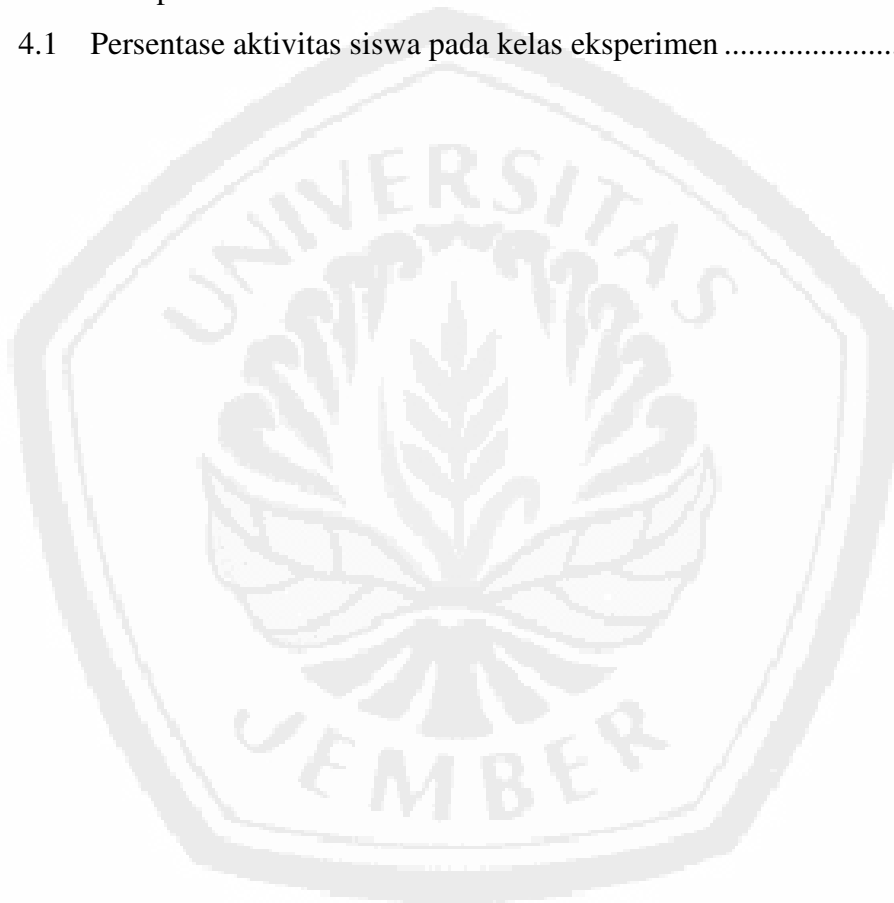 4.1 Persentase aktivitas siswa pada kelas eksperimen .....................
UNIVERSITAS
JEMBER